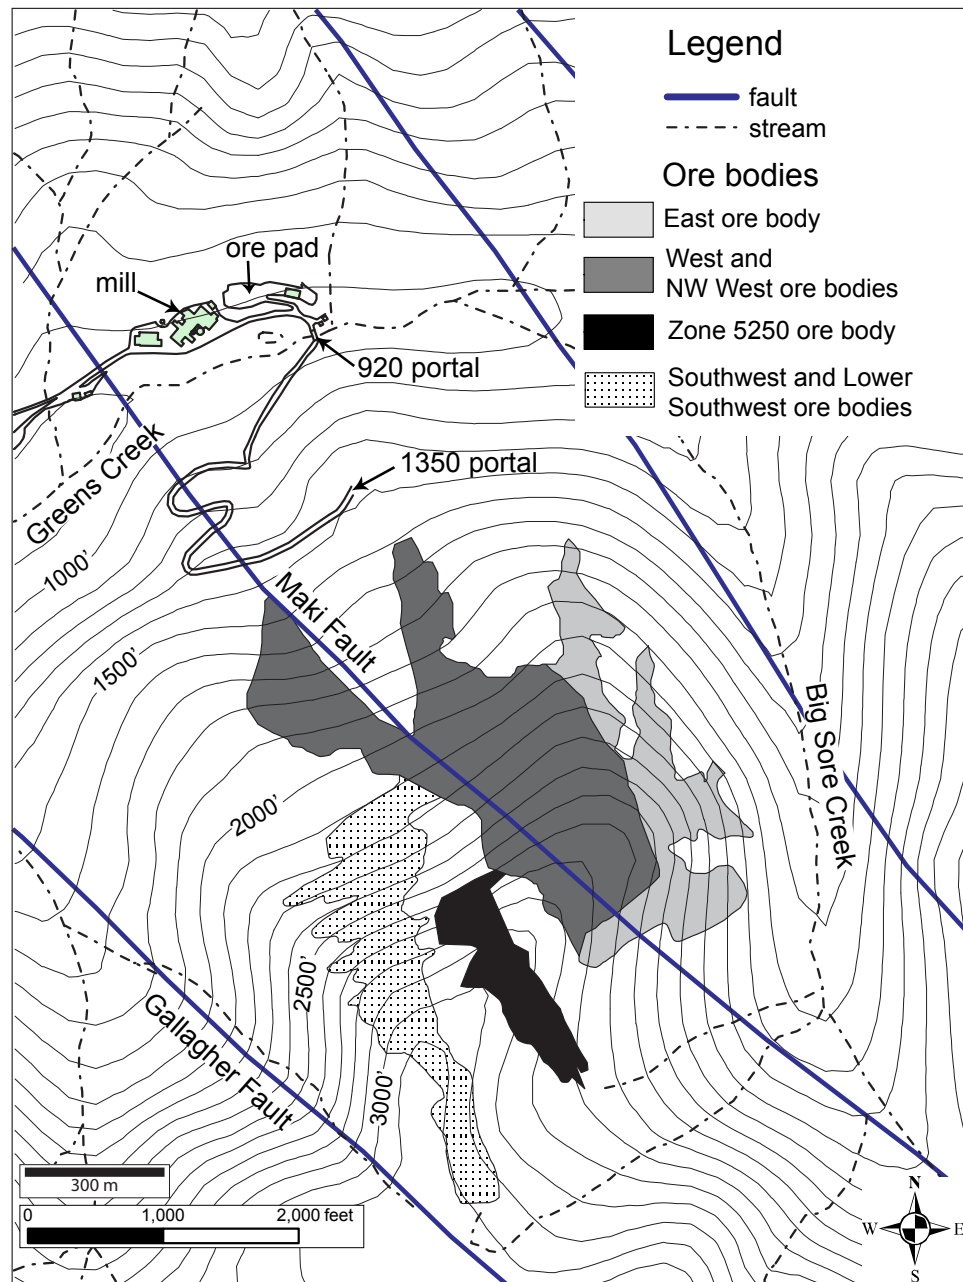 Legend
fault
stream
Ore bodies
East ore body
West and
NW West ore bodies
Zone 5250 ore body
Southwest and Lower
Southwest ore bodies
ore pad
mill
920 portal
Greens Creek
1350 portal
1000'
Maki Fault
1500'
Big Sore Creek
2000'
2500'
Gallagher Fault
3000'
300 m
0 1,000 2,000 feet
N
W E
S